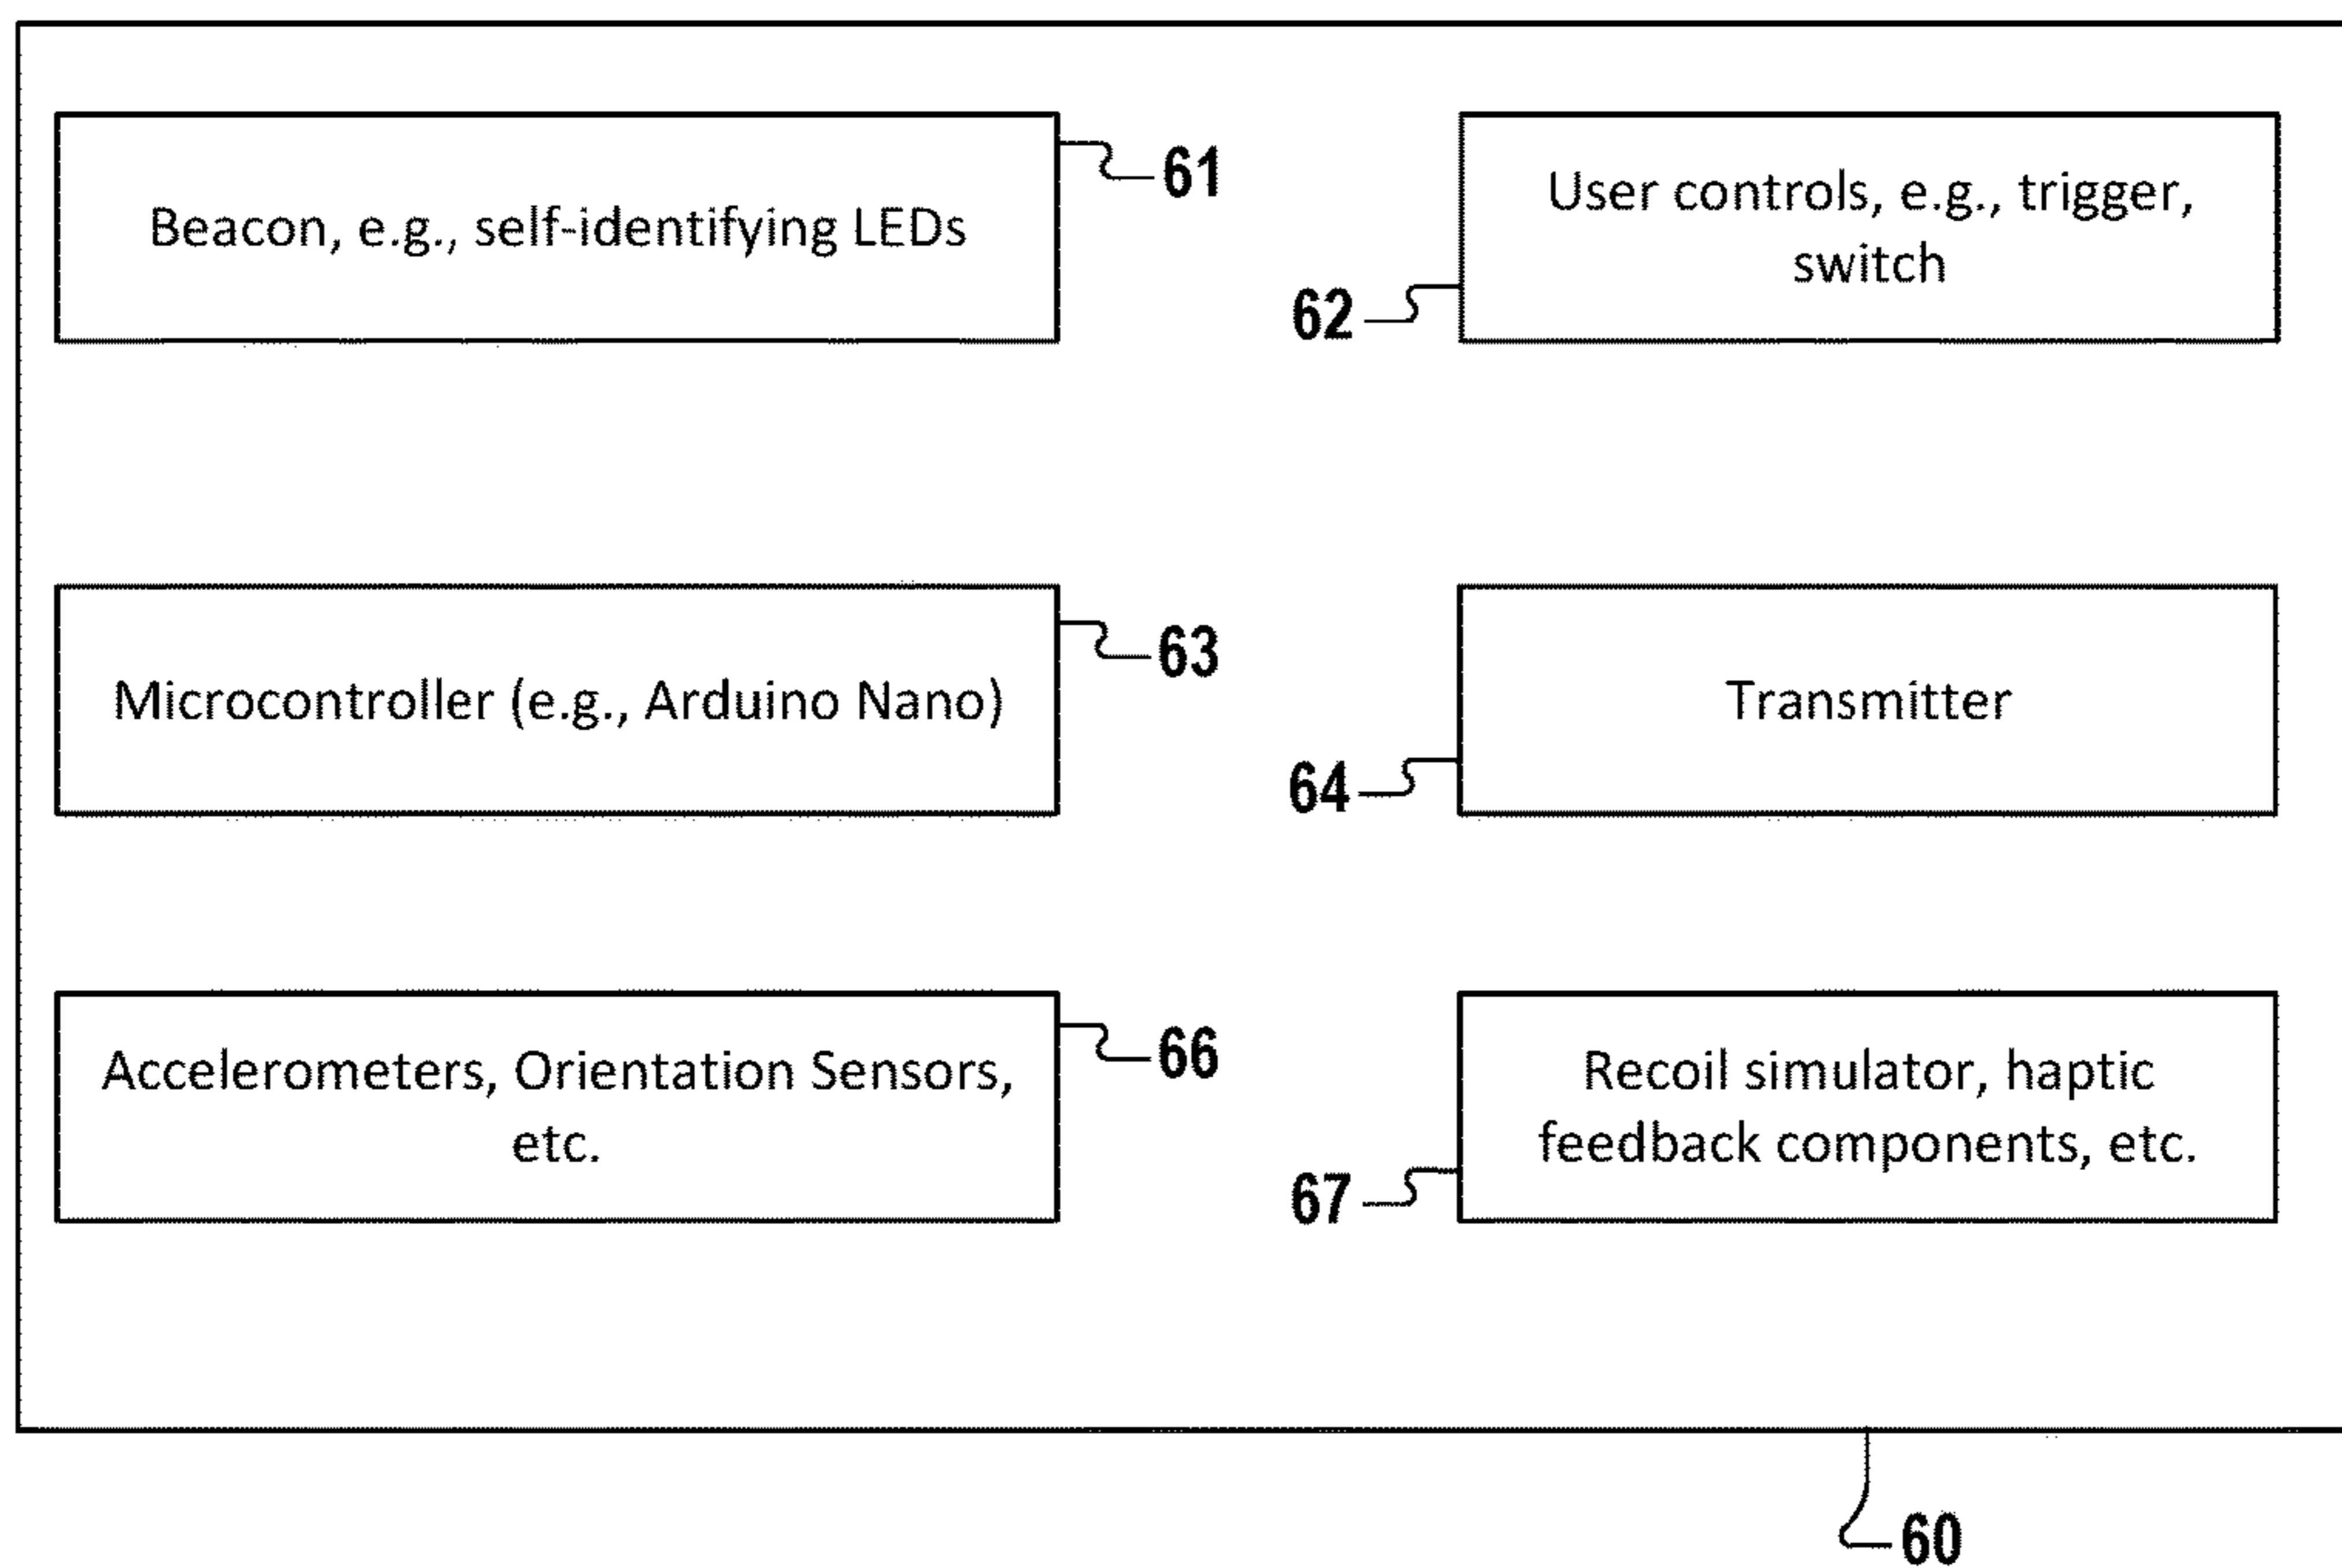 Beacon, e.g., self-identifying LEDs
61
User controls, e.g., trigger,
switch
62
Microcontroller (e.g., Arduino Nano)
63
Transmitter
64
Accelerometers, Orientation Sensors,
etc.
66
Recoil simulator, haptic
feedback components, etc.
67
60